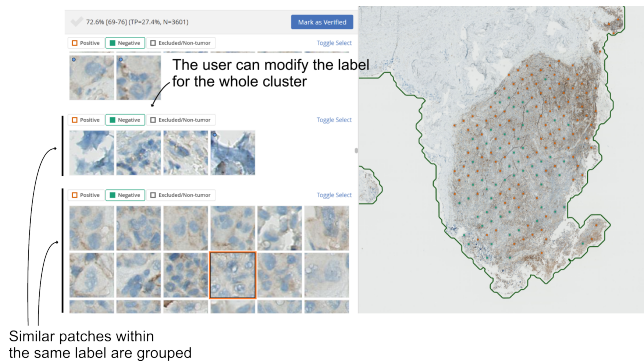 72.6% [69-76] (TP=27.4%, N=3601)
Mark as Verified
Positive Negative Excluded/Non-tumor Toggle Select
The user can modify the label
for the whole cluster
Positive Negative Excluded/Non-tumor Toggle Select
Positive Negative Excluded/Non-tumor Toggle Select
Similar patches within
the same label are grouped